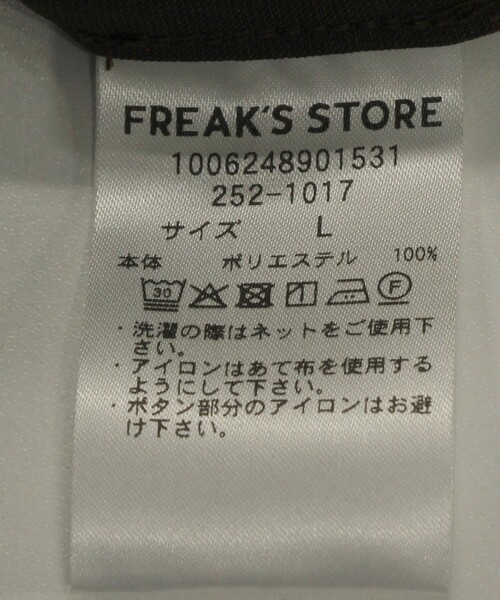 FREAK'S STORE
1006248901531
252-1017
サイズ L
本体 ポリエステル 100%
30 F
・洗濯の際はネットをご使用下
さい。
・アイロンはあて布を使用する
ようにして下さい。
・ボタン部分のアイロンはお避
け下さい。